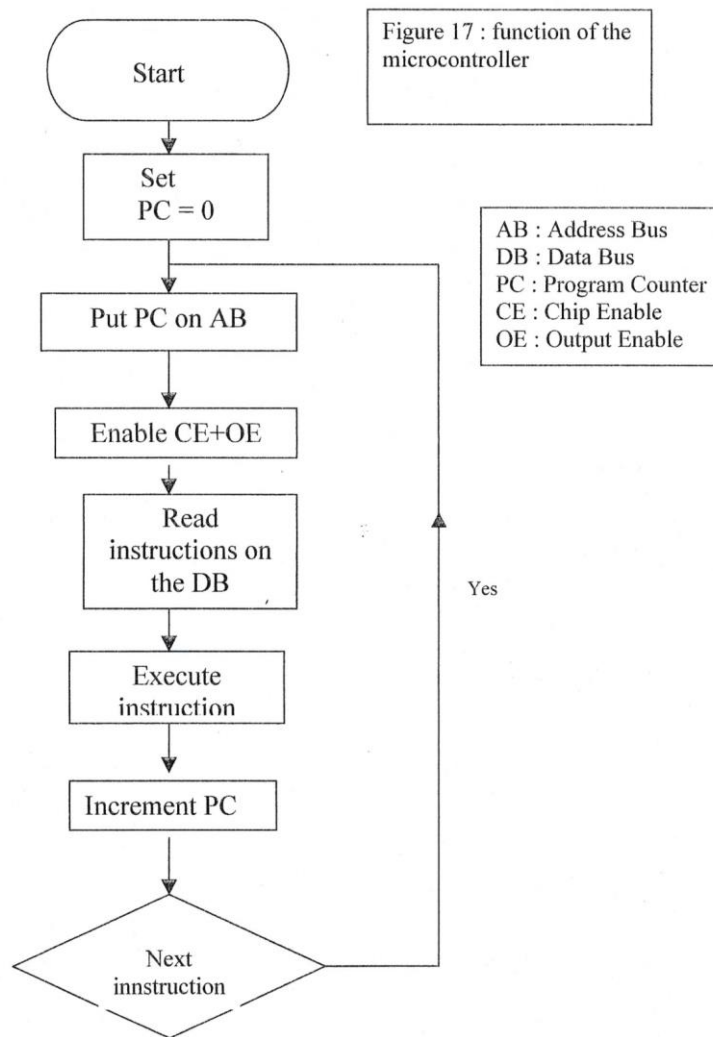 Figure 17 : function of the
microcontroller
Start
Set
PC = 0
AB : Address Bus
DB : Data Bus
PC : Program Counter
CE : Chip Enable
OE : Output Enable
Put PC on AB
Enable CE+OE
Read
instructions on
the DB
Yes
Execute
instruction
Increment PC
Next
innstruction